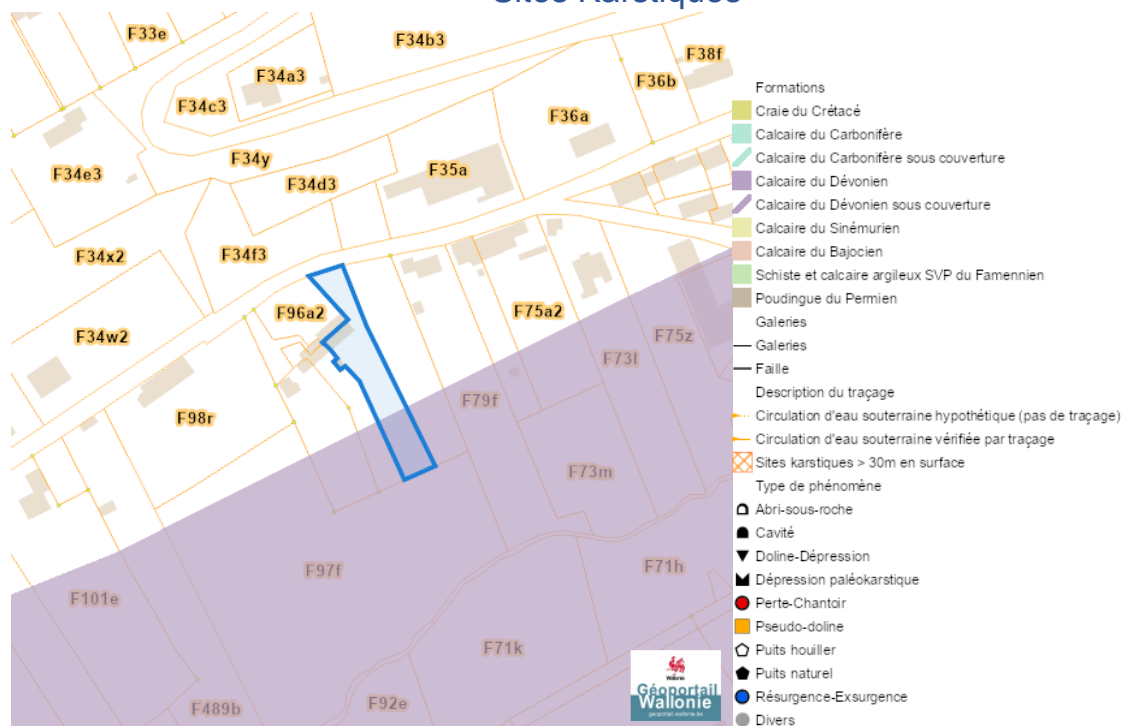 Sites Karstiques
F33e
F34b3
F38f
F34a3
F36b
F34c3
F36a
F34y
F35a
F34e3
F34d3
F34x2
F34f3
F96a2
F75a2
F34w2
F75z
F73l
F79f
F98r
F73m
F97f
F71h
F101e
F71k
F92e
F489b
Wallonie
Géoportail
Wallonie
geoportail.wallonie.be
Formations
Craie du Crétacé
Calcaire du Carbonifère
Calcaire du Carbonifère sous couverture
Calcaire du Dévonien
Calcaire du Dévonien sous couverture
Calcaire du Sinémurien
Calcaire du Bajocien
Schiste et calcaire argileux SVP du Famennien
Poudingue du Permien
Galeries
Galeries
Faille
Description du traçage
Circulation d'eau souterraine hypothétique (pas de traçage)
Circulation d'eau souterraine vérifiée par traçage
Sites karstiques > 30m en surface
Type de phénomène
Abri-sous-roche
Cavité
Doline-Dépression
Dépression paléokarstique
Perte-Chantoir
Pseudo-doline
Puits houiller
Puits naturel
Résurgence-Exsurgence
Divers